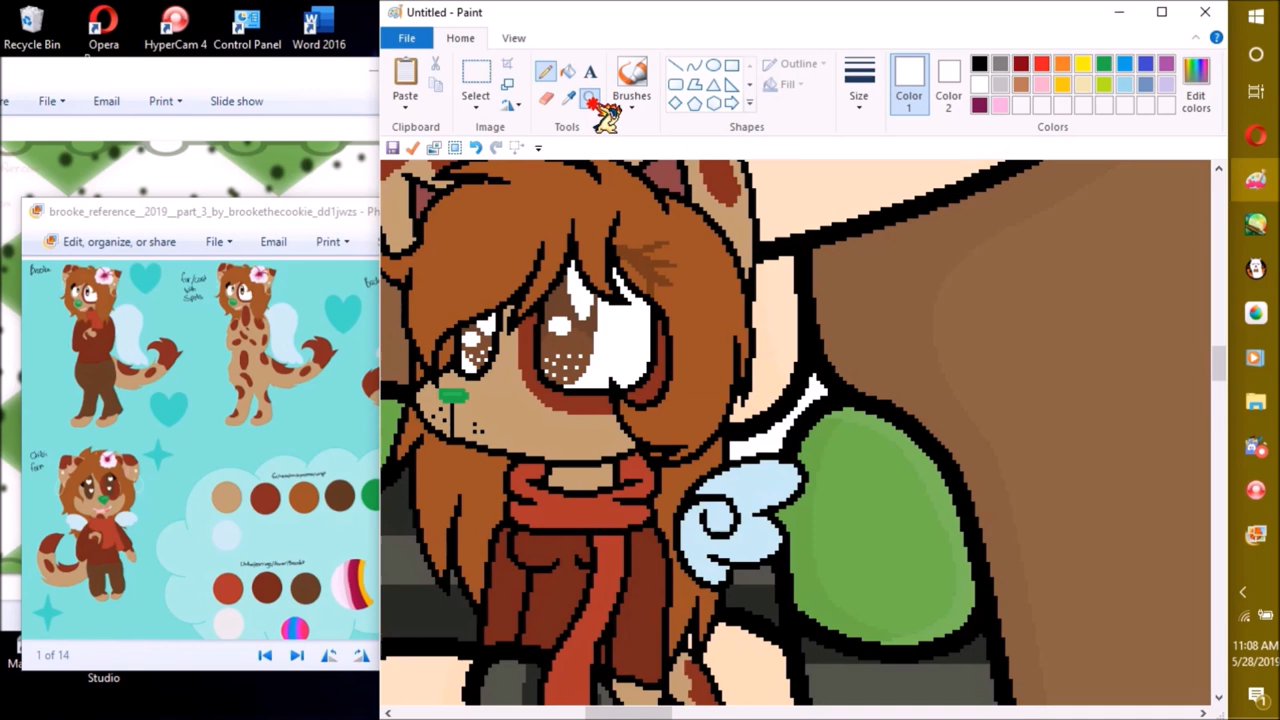 Recycle Bin
Opera
HyperCam 4
Control Panel
Word 2016
File
Email
Print
Slide show
brooke_reference__2019__part_3_by_brookethecookie_dd1jwzs - Ph
Edit, organize, or share
File
Email
Print
1 of 14
Studio
Untitled - Paint
File
Home
View
Paste
Select
Brushes
Outline
Fill
Size
Color 1
Color 2
Edit colors
Clipboard
Image
Tools
Shapes
Colors
11:08 AM
5/28/2019